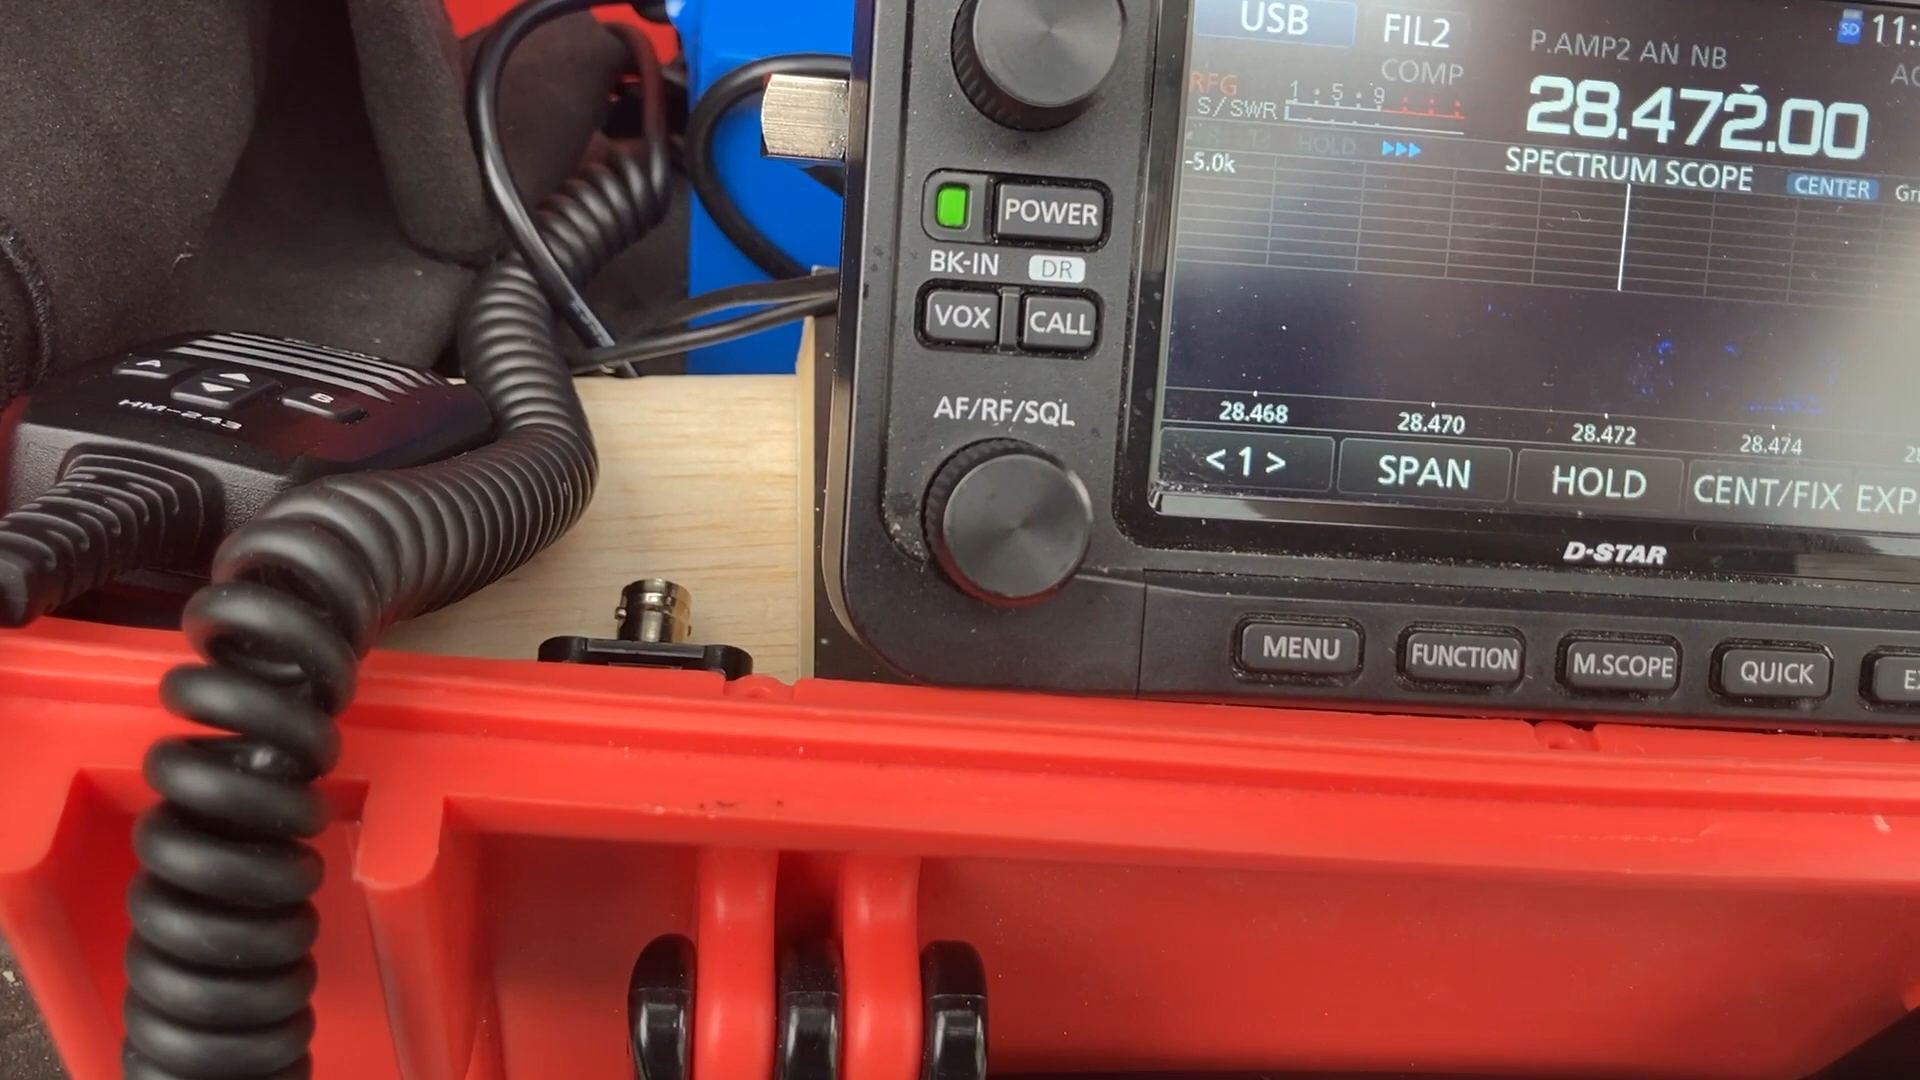 USB FIL2 P.AMP2 AN NB SD 11:
COMP
RFG
28.472.00
S/SWR 1 5 9
HOLD
-5.0k SPECTRUM SCOPE CENTER
28.468 28.470 28.472 28.474
<1> SPAN HOLD CENT/FIX
D-STAR
POWER
BK-IN DR
VOX CALL
AF/RF/SQL
MENU FUNCTION M.SCOPE QUICK
A B
HM-243